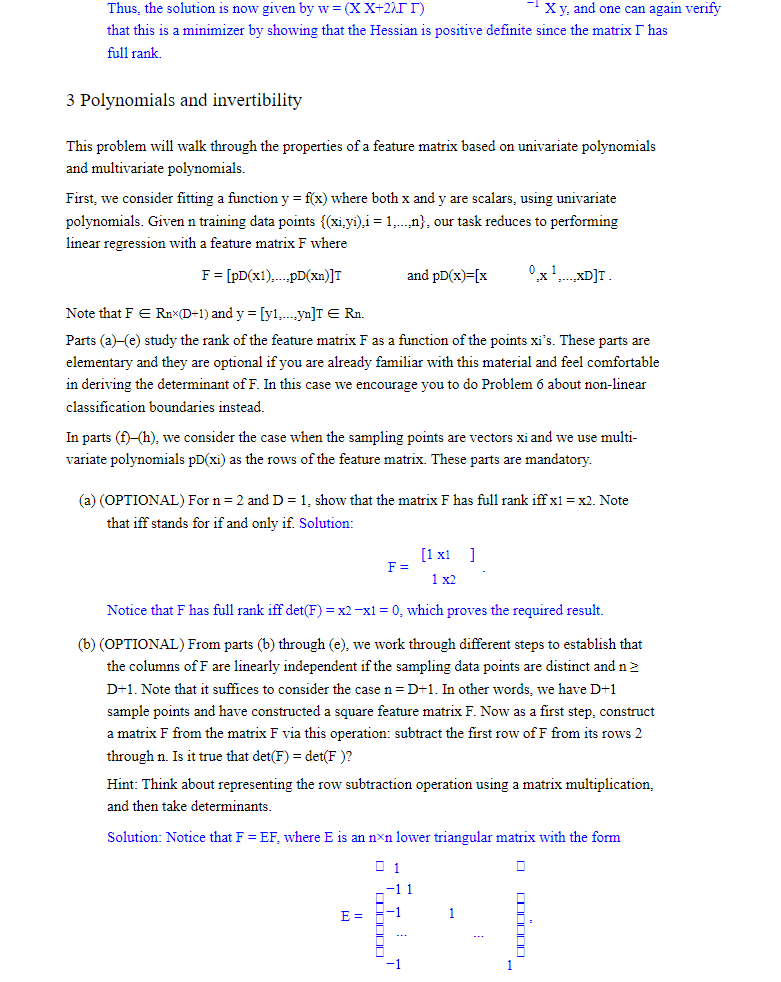 Thus, the solution is now given by w = (X X+2λΓ Γ) −1 X y, and one can again verify
that this is a minimizer by showing that the Hessian is positive definite since the matrix Γ has
full rank.
3 Polynomials and invertibility
This problem will walk through the properties of a feature matrix based on univariate polynomials
and multivariate polynomials.
First, we consider fitting a function y = f(x) where both x and y are scalars, using univariate
polynomials. Given n training data points {(xi,yi),i = 1,...,n}, our task reduces to performing
linear regression with a feature matrix F where
F = [pD(x1),...,pD(xn)]T and pD(x)=[x 0,x 1,...,xD]T .
Note that F ∈ Rn×(D+1) and y = [y1,...,yn]T ∈ Rn.
Parts (a)–(e) study the rank of the feature matrix F as a function of the points xi's. These parts are
elementary and they are optional if you are already familiar with this material and feel comfortable
in deriving the determinant of F. In this case we encourage you to do Problem 6 about non-linear
classification boundaries instead.
In parts (f)–(h), we consider the case when the sampling points are vectors xi and we use multi-
variate polynomials pD(xi) as the rows of the feature matrix. These parts are mandatory.
(a) (OPTIONAL) For n = 2 and D = 1, show that the matrix F has full rank iff x1 = x2. Note
that iff stands for if and only if. Solution:
[1 x1 ]
F = .
1 x2
Notice that F has full rank iff det(F) = x2 −x1 = 0, which proves the required result.
(b) (OPTIONAL) From parts (b) through (e), we work through different steps to establish that
the columns of F are linearly independent if the sampling data points are distinct and n ≥
D+1. Note that it suffices to consider the case n = D+1. In other words, we have D+1
sample points and have constructed a square feature matrix F. Now as a first step, construct
a matrix F from the matrix F via this operation: subtract the first row of F from its rows 2
through n. Is it true that det(F) = det(F )?
Hint: Think about representing the row subtraction operation using a matrix multiplication,
and then take determinants.
Solution: Notice that F = EF, where E is an n×n lower triangular matrix with the form
1
−1 1
E = −1 1 ,
... ...
−1 1